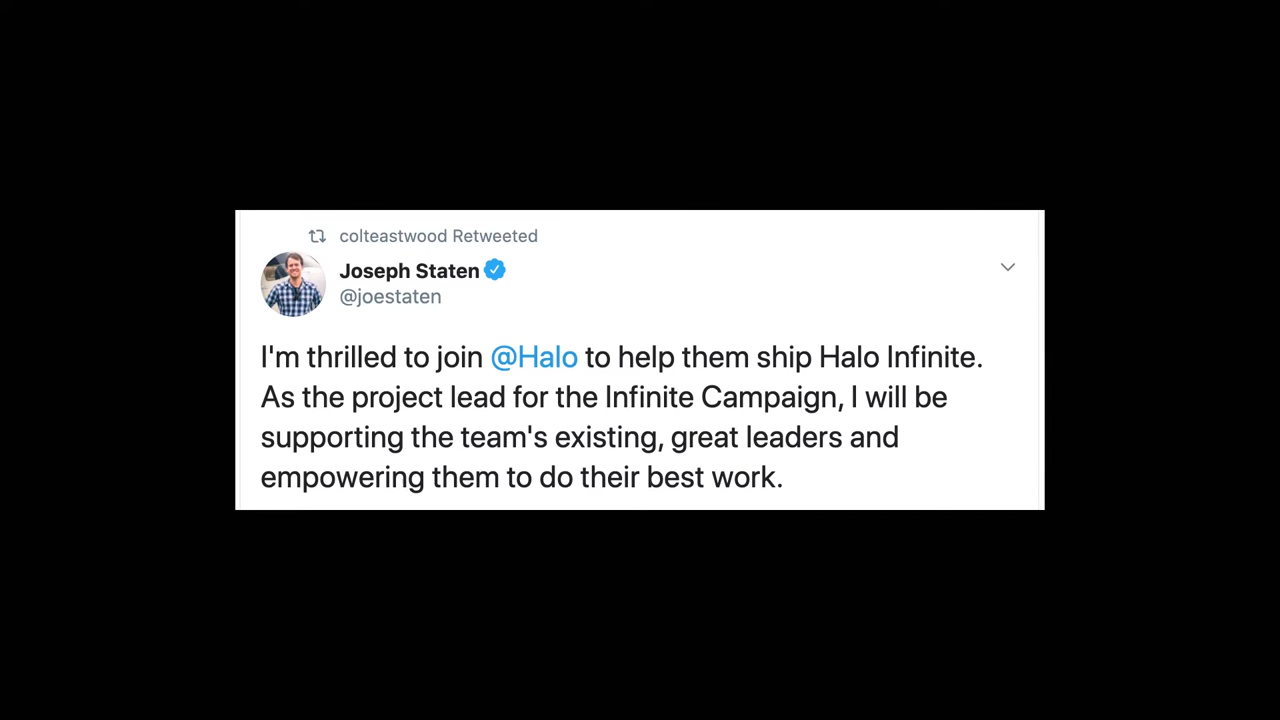 colteastwood Retweeted
Joseph Staten
@joestaten
I'm thrilled to join @Halo to help them ship Halo Infinite.
As the project lead for the Infinite Campaign, I will be
supporting the team's existing, great leaders and
empowering them to do their best work.